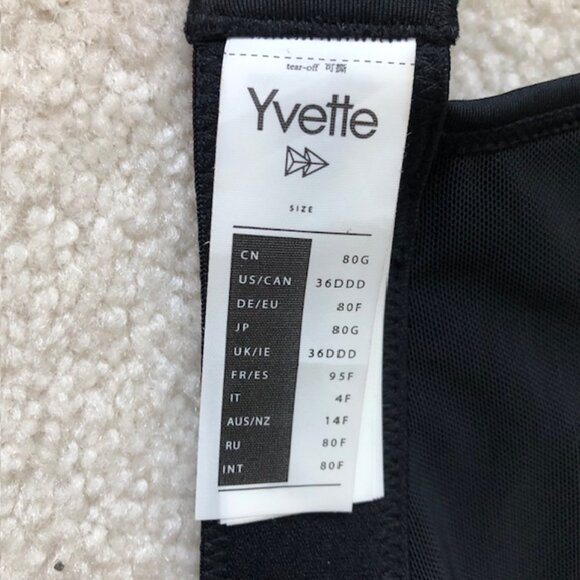 tear-off 可撕
Yvette
SIZE
CN 80G
US/CAN 36DDD
DE/EU 80F
JP 80G
UK/IE 36DDD
FR/ES 95F
IT 4F
AUS/NZ 14F
RU 80F
INT 80F